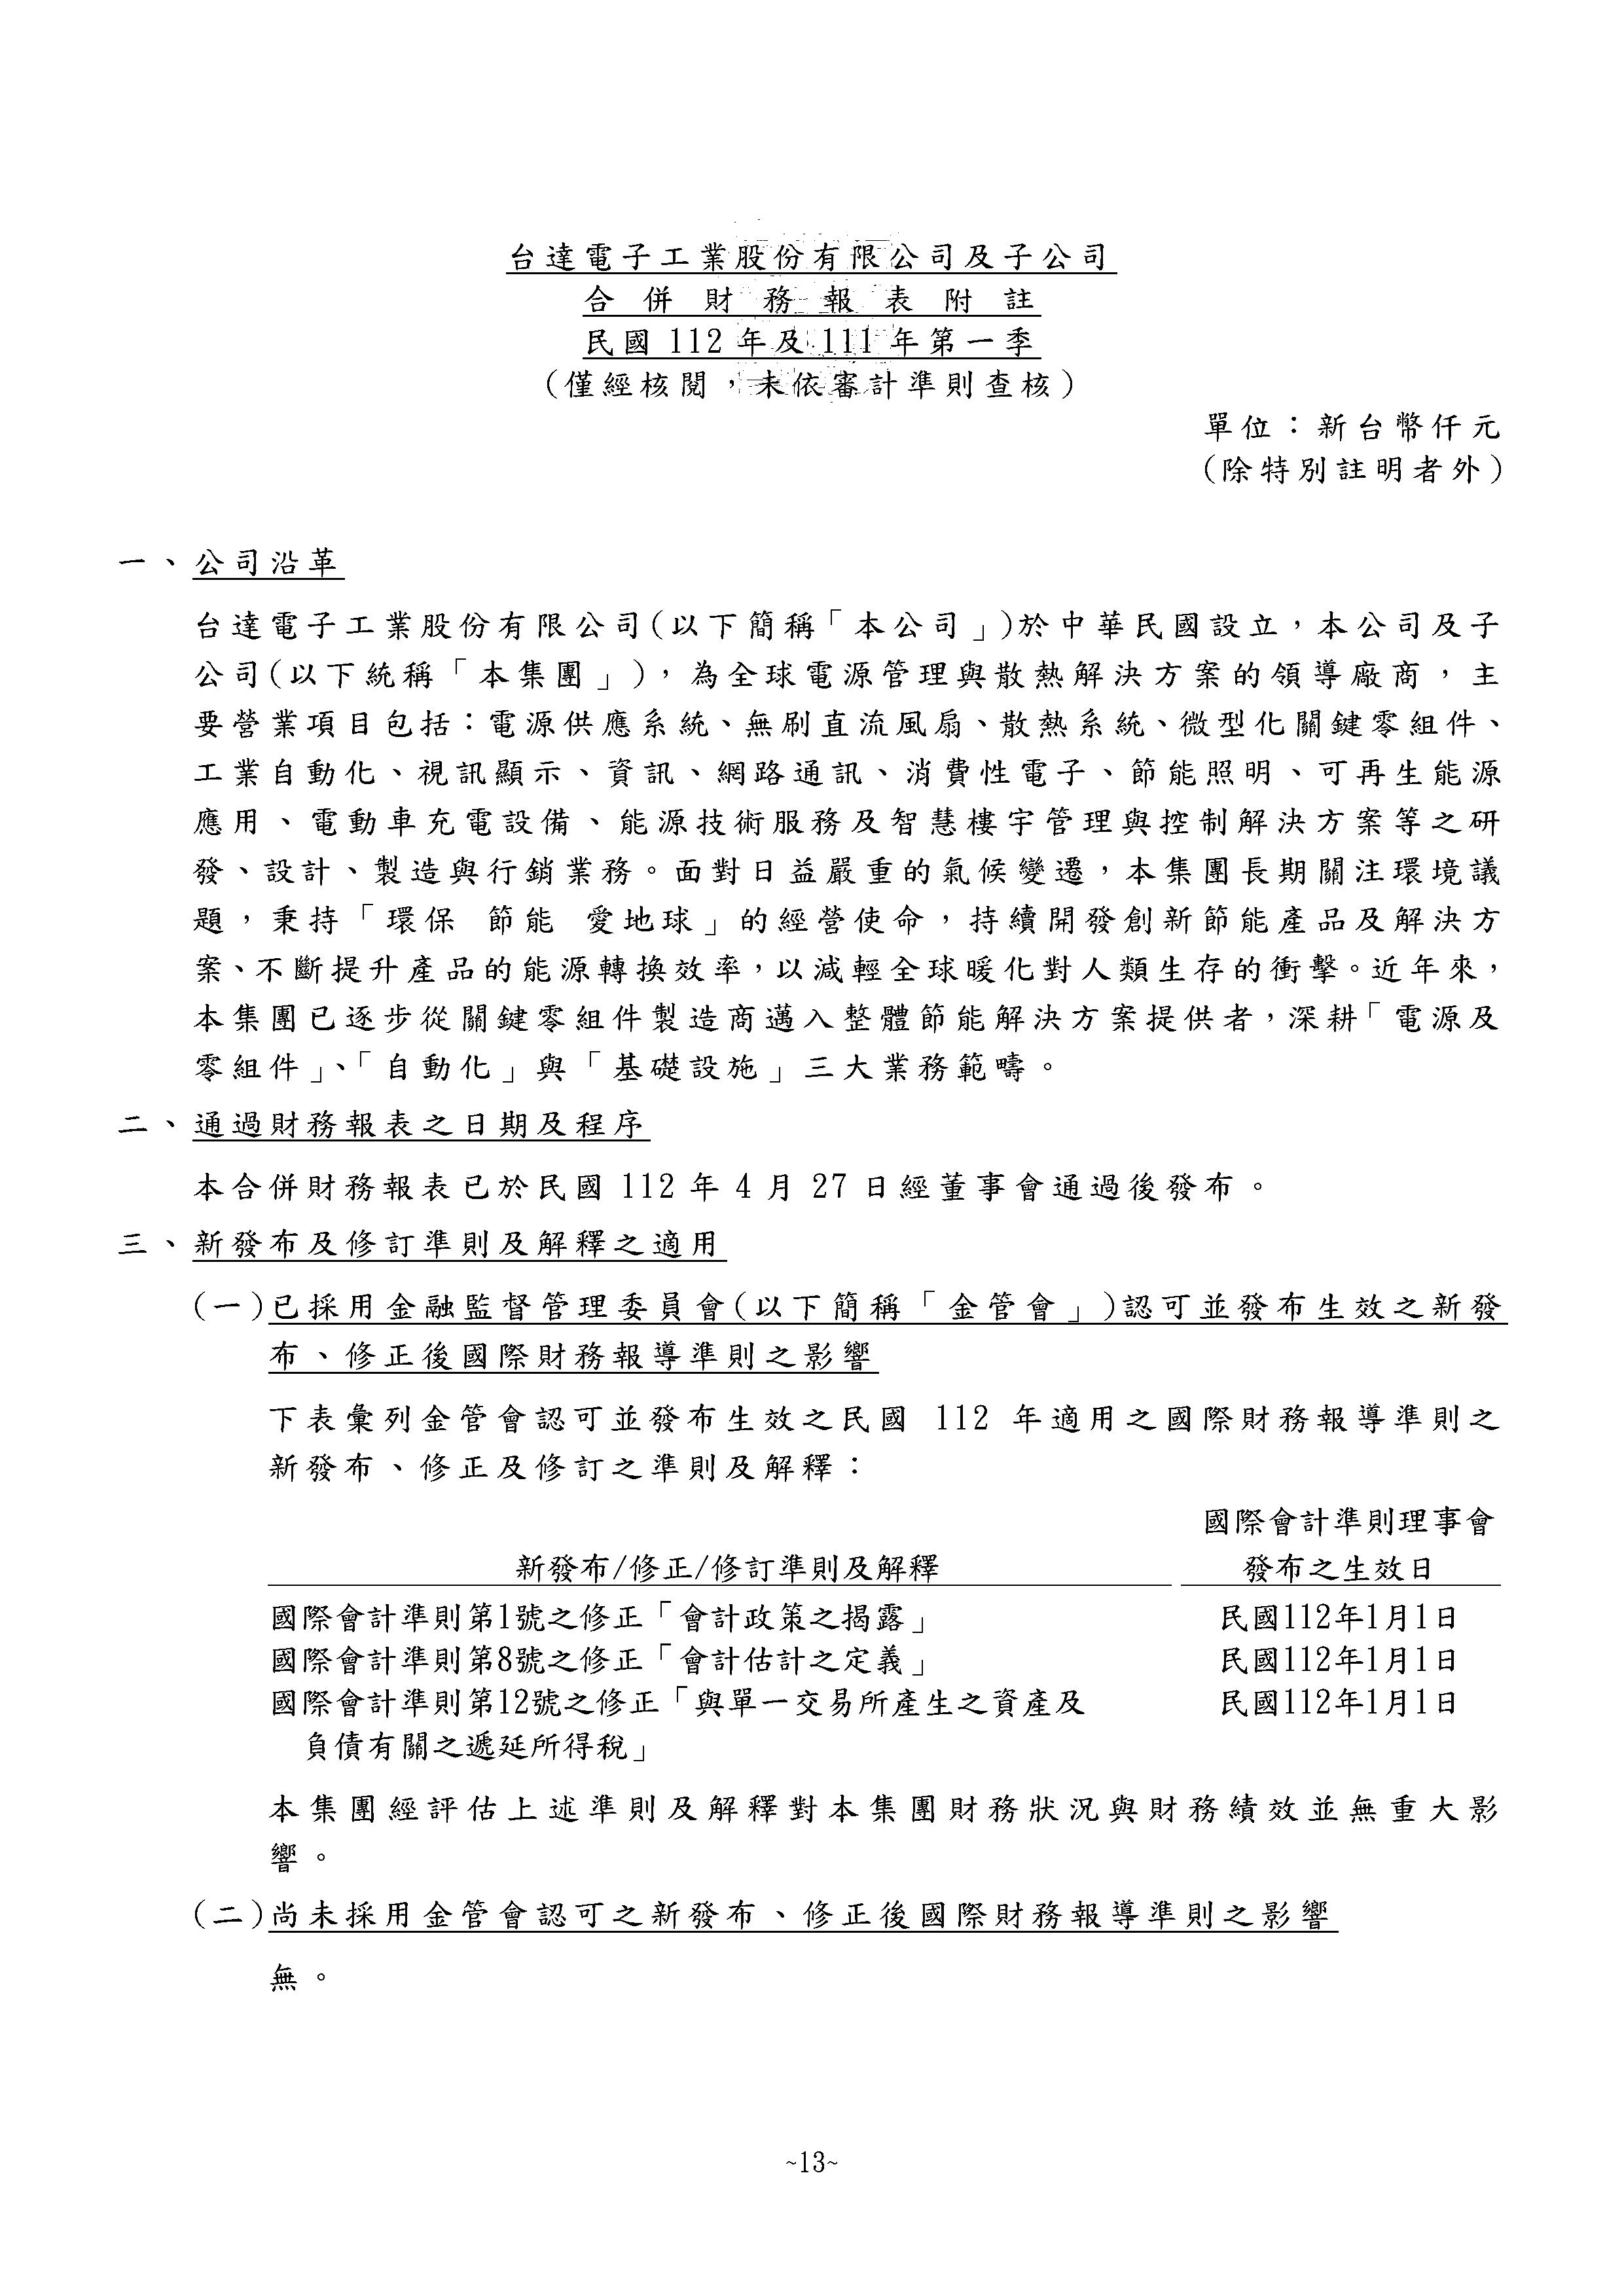 台達電子工業股份有限公司及子公司
合併財務報表附註
民國 112 年及 111 年第一季
(僅經核閱，未依審計準則查核)
單位：新台幣仟元
(除特別註明者外)
一、公司沿革
台達電子工業股份有限公司(以下簡稱「本公司」)於中華民國設立，本公司及子
公司(以下統稱「本集團」)，為全球電源管理與散熱解決方案的領導廠商，主
要營業項目包括：電源供應系統、無刷直流風扇、散熱系統、微型化關鍵零組件、
工業自動化、視訊顯示、資訊、網路通訊、消費性電子、節能照明、可再生能源
應用、電動車充電設備、能源技術服務及智慧樓宇管理與控制解決方案等之研
發、設計、製造與行銷業務。面對日益嚴重的氣候變遷，本集團長期關注環境議
題，秉持「環保 節能 愛地球」的經營使命，持續開發創新節能產品及解決方
案、不斷提升產品的能源轉換效率，以減輕全球暖化對人類生存的衝擊。近年來，
本集團已逐步從關鍵零組件製造商邁入整體節能解決方案提供者，深耕「電源及
零組件」、「自動化」與「基礎設施」三大業務範疇。
二、通過財務報表之日期及程序
本合併財務報表已於民國 112 年 4 月 27 日經董事會通過後發布。
三、新發布及修訂準則及解釋之適用
(一)已採用金融監督管理委員會(以下簡稱「金管會」)認可並發布生效之新發
布、修正後國際財務報導準則之影響
下表彙列金管會認可並發布生效之民國 112 年適用之國際財務報導準則之
新發布、修正及修訂之準則及解釋：
國際會計準則理事會
新發布/修正/修訂準則及解釋 發布之生效日
國際會計準則第1號之修正「會計政策之揭露」 民國112年1月1日
國際會計準則第8號之修正「會計估計之定義」 民國112年1月1日
國際會計準則第12號之修正「與單一交易所產生之資產及 民國112年1月1日
負債有關之遞延所得稅」
本集團經評估上述準則及解釋對本集團財務狀況與財務績效並無重大影
響。
(二)尚未採用金管會認可之新發布、修正後國際財務報導準則之影響
無。
~13~